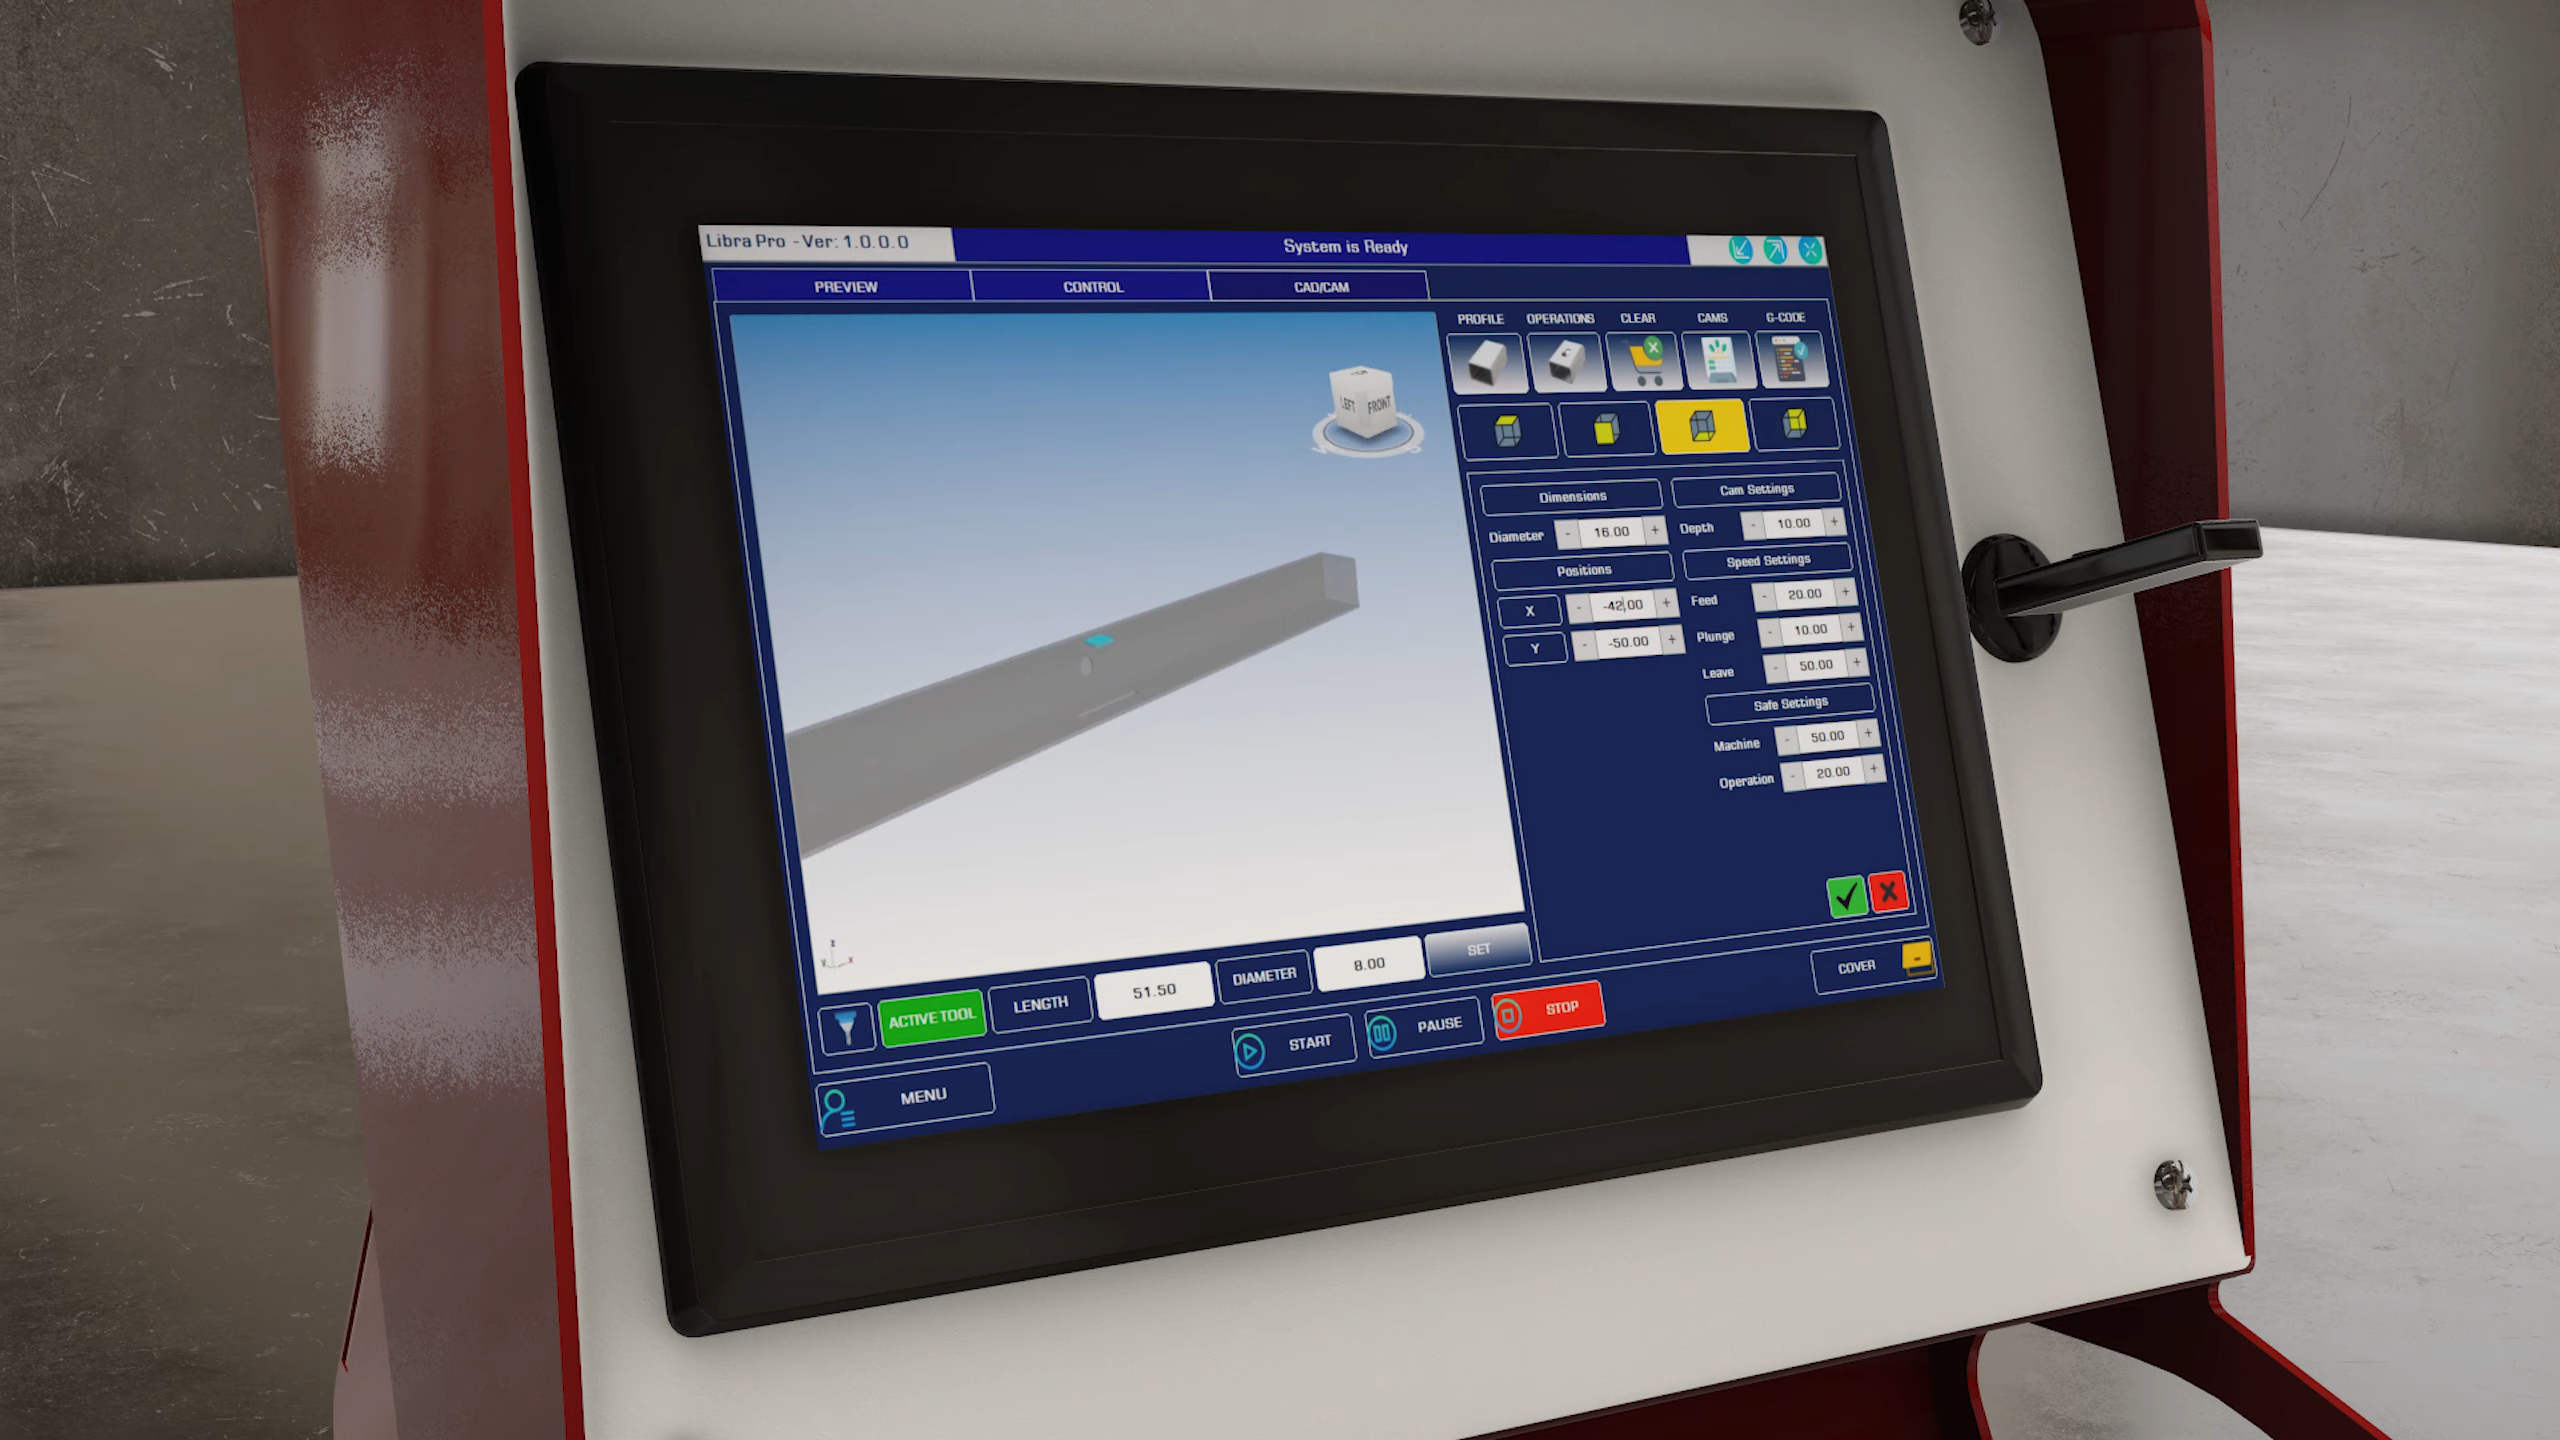 Libra Pro - Ver: 1.0.0.0
System is Ready
PREVIEW CONTROL CAD/CAM
PROFILE OPERATIONS CLEAR CAMS G-CODE
LEFT FRONT
Dimensions Cam Settings
Diameter - 16.00 + Depth - 10.00 +
Positions Speed Settings
X - -42.00 + Feed - 20.00 +
Y - -50.00 + Plunge - 10.00 +
Leave - 50.00 +
Safe Settings
Machine - 50.00 +
Operation - 20.00 +
ACTIVE TOOL LENGTH 51.50 DIAMETER 8.00 SET
COVER
START PAUSE STOP
MENU